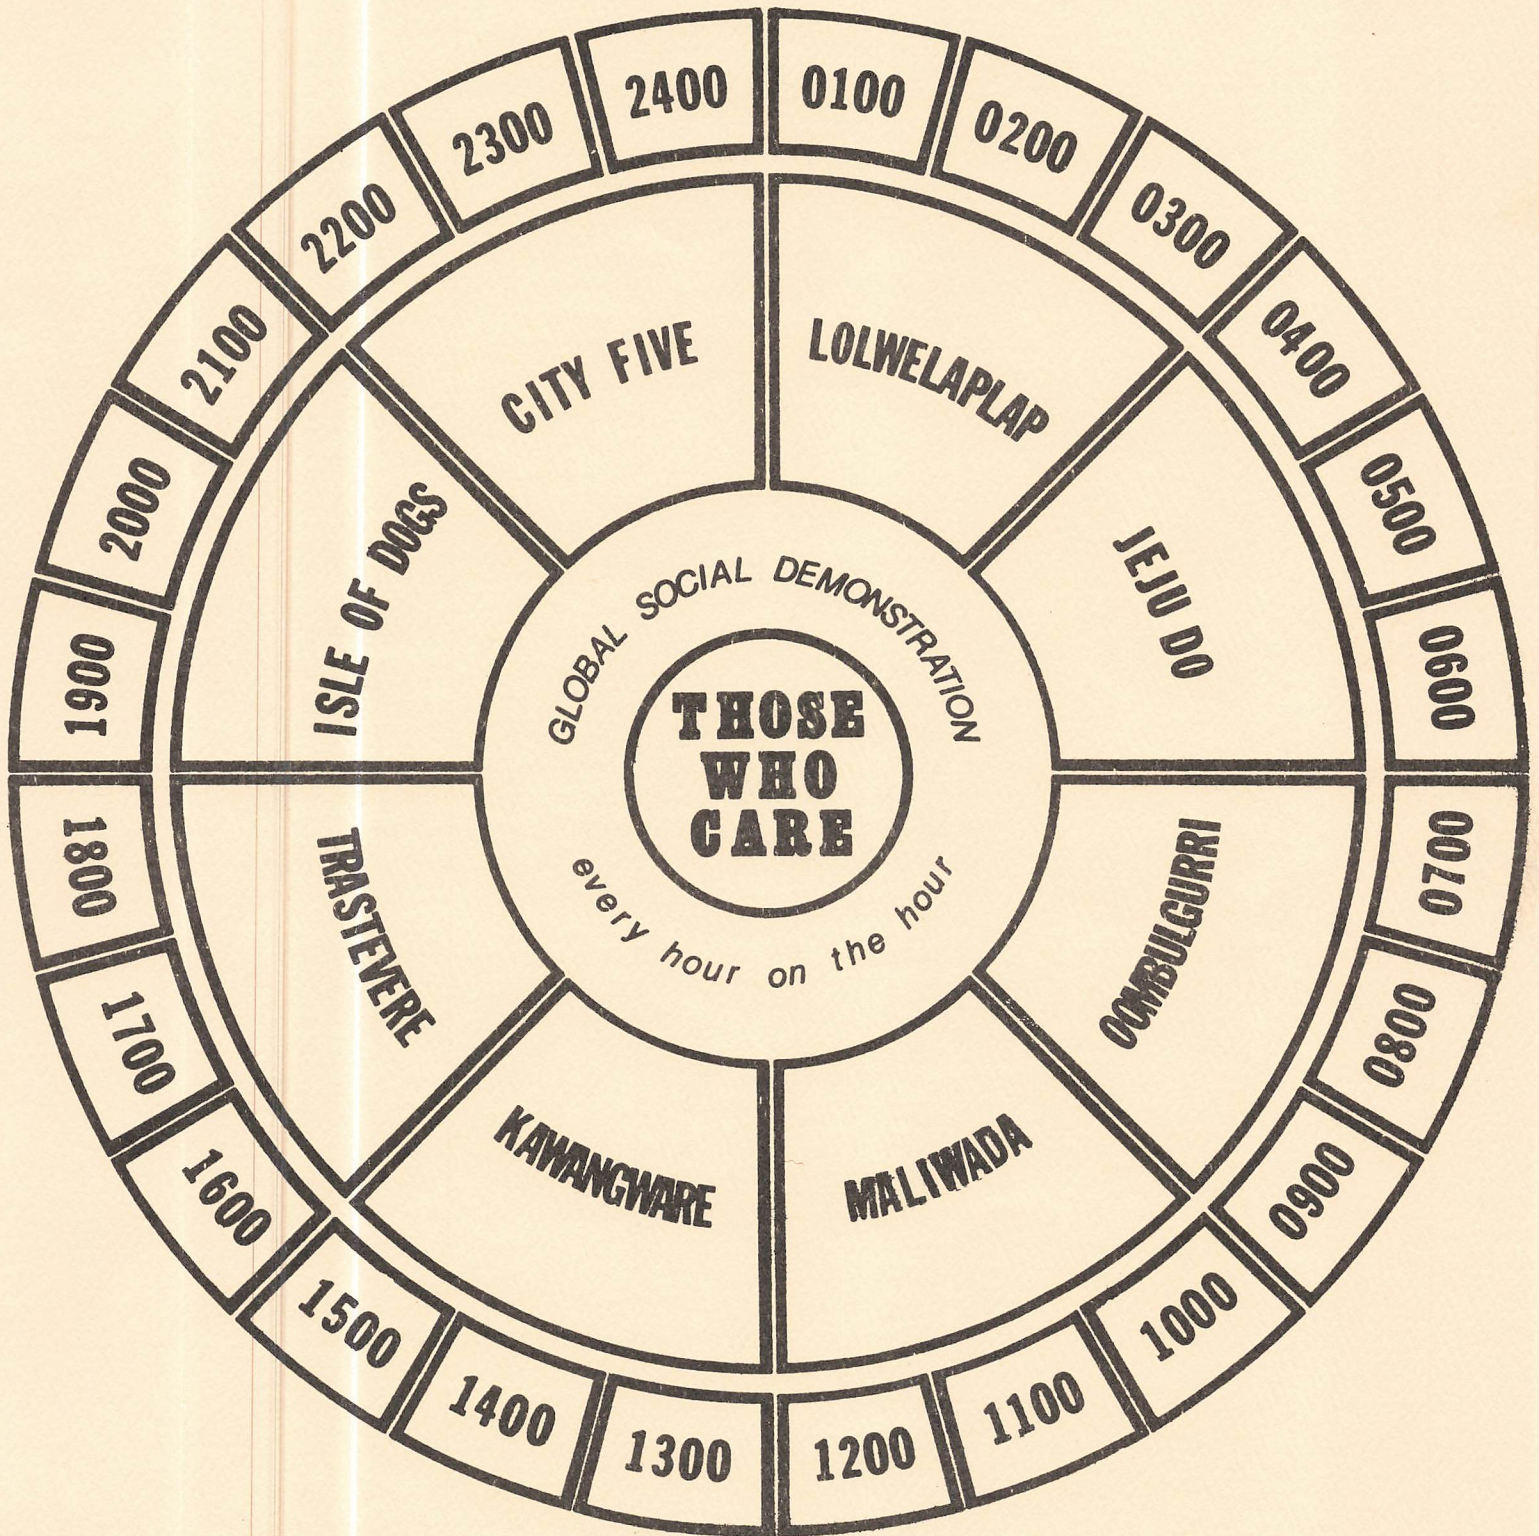 0100
0200
0300
0400
0500
0600
0700
0800
0900
1000
1100
1200
1300
1400
1500
1600
1700
1800
1900
2000
2100
2200
2300
2400
LOLWELAPLAP
JEJU DO
OOMBULGURRI
MALIWADA
KAWANGWARE
TRASTEVERE
ISLE OF DOGS
CITY FIVE
GLOBAL SOCIAL DEMONSTRATION
THOSE
WHO
CARE
every hour on the hour